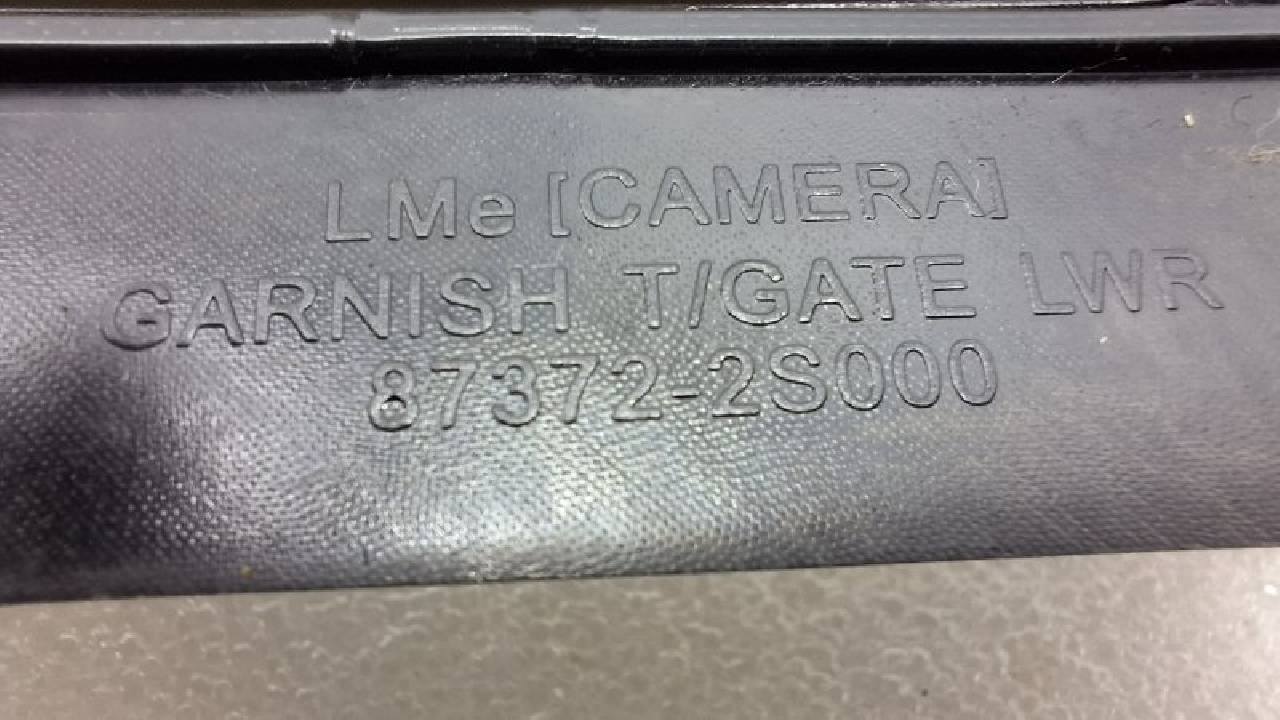 LMe [CAMERA]
GARNISH T/GATE LWR
87372-2S000